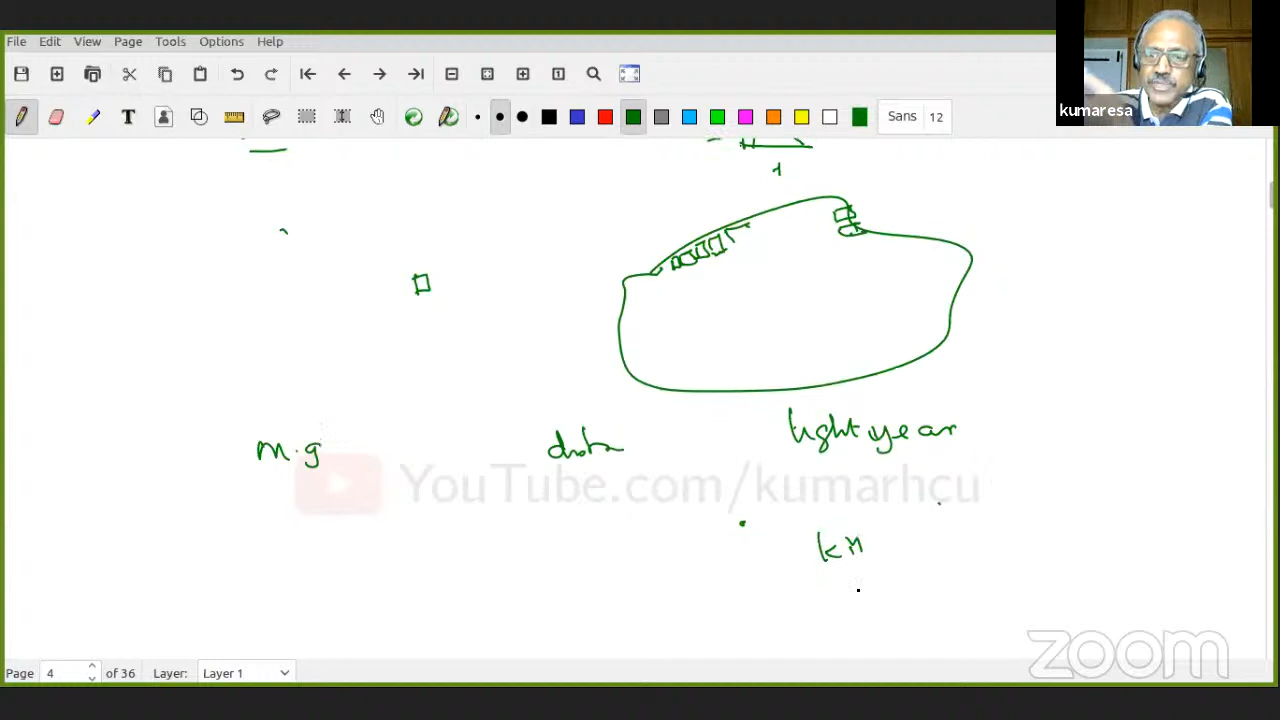 File Edit View Page Tools Options Help
kumaresa
Sans 12
1
light year
m.g
data
YouTube.com/kumarhcu
km
zoom
Page 4 of 36 Layer: Layer 1